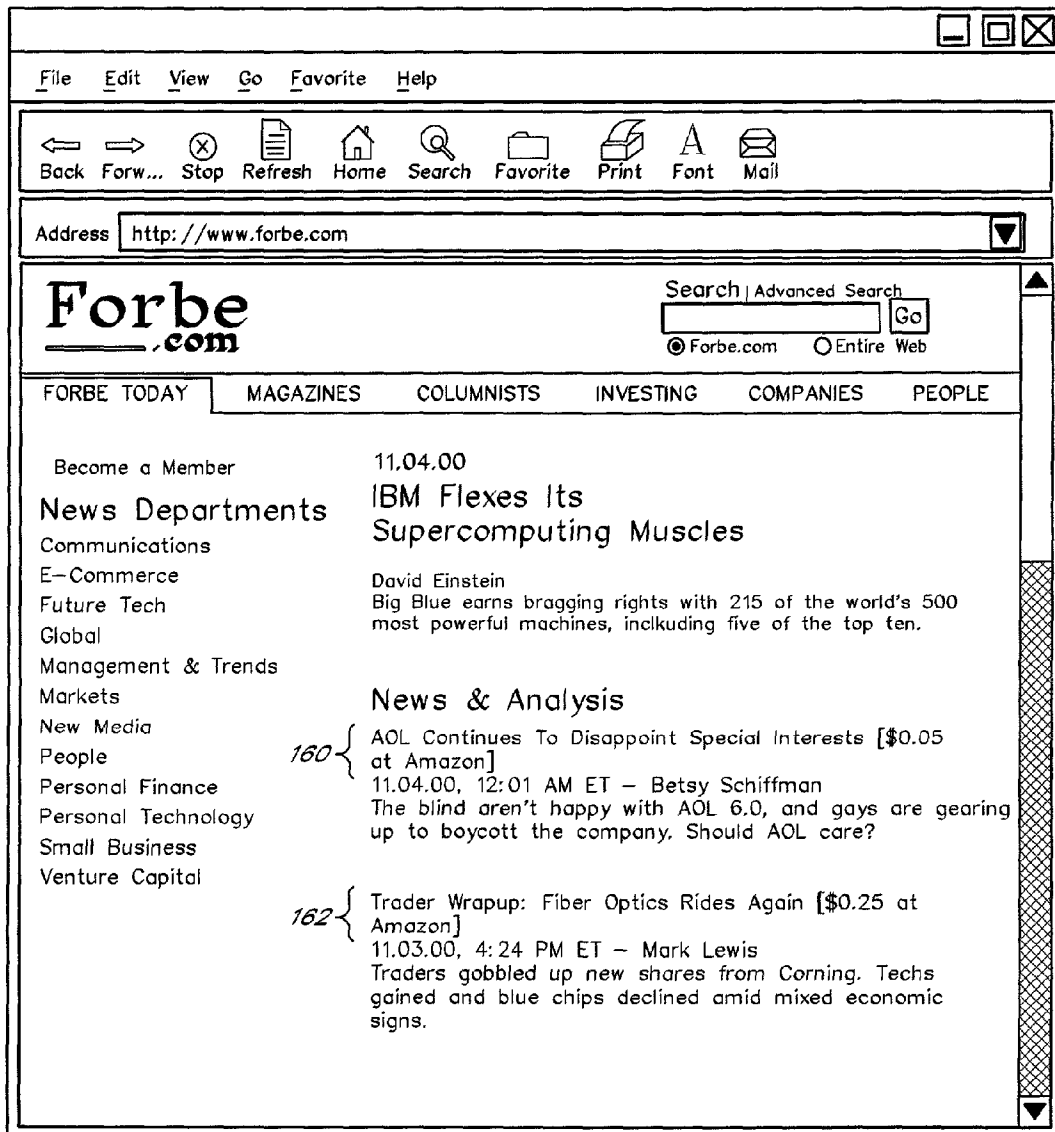 File Edit View Go Favorite Help
Back Forw... Stop Refresh Home Search Favorite Print Font Mail
Address http://www.forbe.com
Forbe
.com
Search | Advanced Search
Go
Forbe.com Entire Web
FORBE TODAY MAGAZINES COLUMNISTS INVESTING COMPANIES PEOPLE
Become a Member
News Departments
Communications
E-Commerce
Future Tech
Global
Management & Trends
Markets
New Media
People
Personal Finance
Personal Technology
Small Business
Venture Capital
11.04.00
IBM Flexes Its
Supercomputing Muscles
David Einstein
Big Blue earns bragging rights with 215 of the world's 500
most powerful machines, inclkuding five of the top ten.
News & Analysis
160
AOL Continues To Disappoint Special Interests [$0.05
at Amazon]
11.04.00, 12:01 AM ET – Betsy Schiffman
The blind aren't happy with AOL 6.0, and gays are gearing
up to boycott the company. Should AOL care?
162
Trader Wrapup: Fiber Optics Rides Again [$0.25 at
Amazon]
11.03.00, 4:24 PM ET – Mark Lewis
Traders gobbled up new shares from Corning. Techs
gained and blue chips declined amid mixed economic
signs.